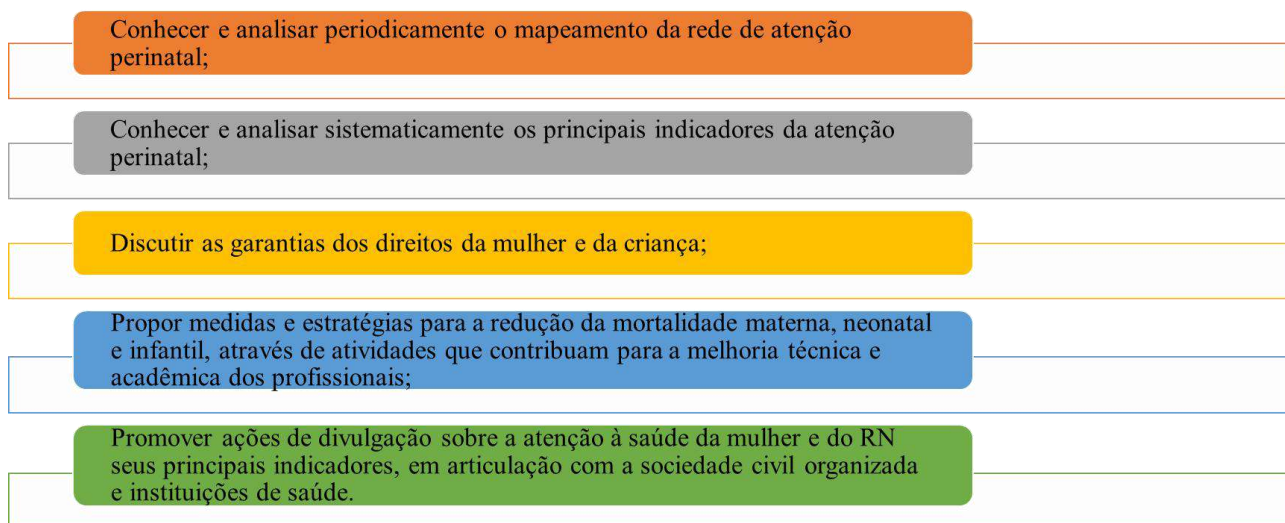 Conhecer e analisar periodicamente o mapeamento da rede de atenção
perinatal;
Conhecer e analisar sistematicamente os principais indicadores da atenção
perinatal;
Discutir as garantias dos direitos da mulher e da criança;
Propor medidas e estratégias para a redução da mortalidade materna, neonatal
e infantil, através de atividades que contribuam para a melhoria técnica e
acadêmica dos profissionais;
Promover ações de divulgação sobre a atenção à saúde da mulher e do RN
seus principais indicadores, em articulação com a sociedade civil organizada
e instituições de saúde.